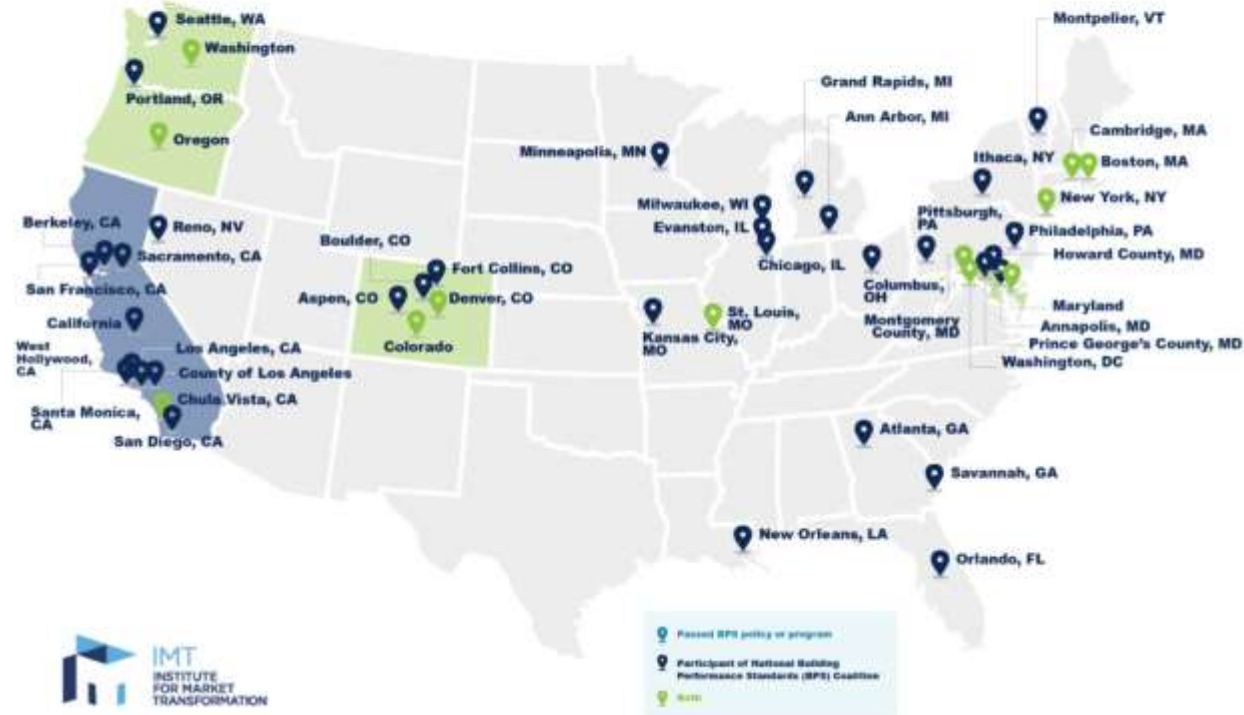 Seattle, WA
Washington
Portland, OR
Oregon
Montpelier, VT
Grand Rapids, MI
Ann Arbor, MI
Cambridge, MA
Minneapolis, MN
Ithaca, NY
Boston, MA
New York, NY
Milwaukee, WI
Evanston, IL
Chicago, IL
Pittsburgh,
PA
Philadelphia, PA
Howard County, MD
Berkeley, CA
Reno, NV
Sacramento, CA
San Francisco, CA
California
Boulder, CO
Fort Collins, CO
Aspen, CO
Denver, CO
Colorado
St. Louis,
MO
Kansas City,
MO
Columbus,
OH
Montgomery
County, MD
Maryland
Annapolis, MD
Prince George's County, MD
Washington, DC
West
Hollywood,
CA
Los Angeles, CA
County of Los Angeles
Chula Vista, CA
Santa Monica,
CA
San Diego, CA
Atlanta, GA
Savannah, GA
New Orleans, LA
Orlando, FL
Passed BPS policy or program
Participant of National Building
Performance Standards (BPS) Coalition
Both
IMT
INSTITUTE
FOR MARKET
TRANSFORMATION